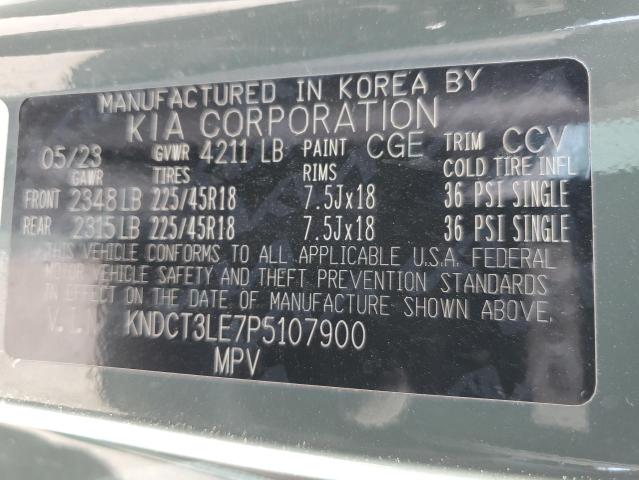 MANUFACTURED IN KOREA BY
KIA CORPORATION
05/23 GVWR 4211 LB PAINT CGE TRIM CCV
GAWR TIRES RIMS COLD TIRE INFL
FRONT 2348 LB 225/45R18 7.5Jx18 36 PSI SINGLE
REAR 2315 LB 225/45R18 7.5Jx18 36 PSI SINGLE
THIS VEHICLE CONFORMS TO ALL APPLICABLE U.S.A. FEDERAL
MOTOR VEHICLE SAFETY AND THEFT PREVENTION STANDARDS
IN EFFECT ON THE DATE OF MANUFACTURE SHOWN ABOVE.
V.I.N KNDCT3LE7P5107900
MPV